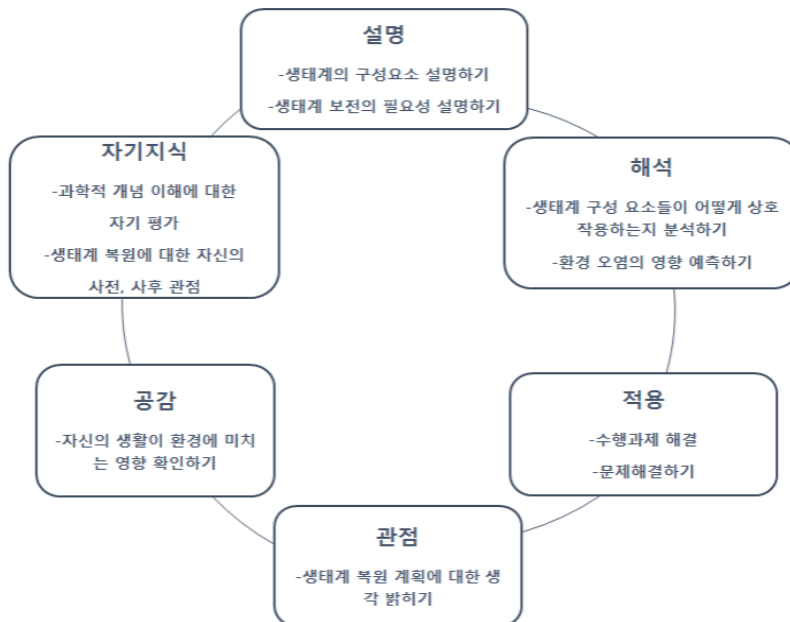 설명
-생태계의 구성요소 설명하기
-생태계 보전의 필요성 설명하기
해석
-생태계 구성 요소들이 어떻게 상호
작용하는지 분석하기
-환경 오염의 영향 예측하기
적용
-수행과제 해결
-문제해결하기
관점
-생태계 복원 계획에 대한 생
각 밝히기
공감
-자신의 생활이 환경에 미치
는 영향 확인하기
자기지식
-과학적 개념 이해에 대한
자기 평가
-생태계 복원에 대한 자신의
사전, 사후 관점